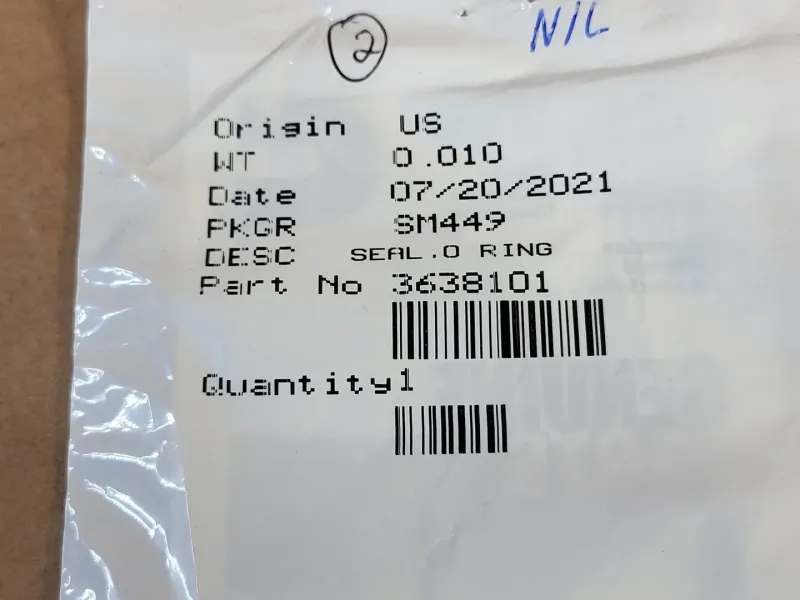 2
N/L
Origin US
WT 0.010
Date 07/20/2021
PKGR SM449
DESC SEAL.O RING
Part No 3638101
Quantity1